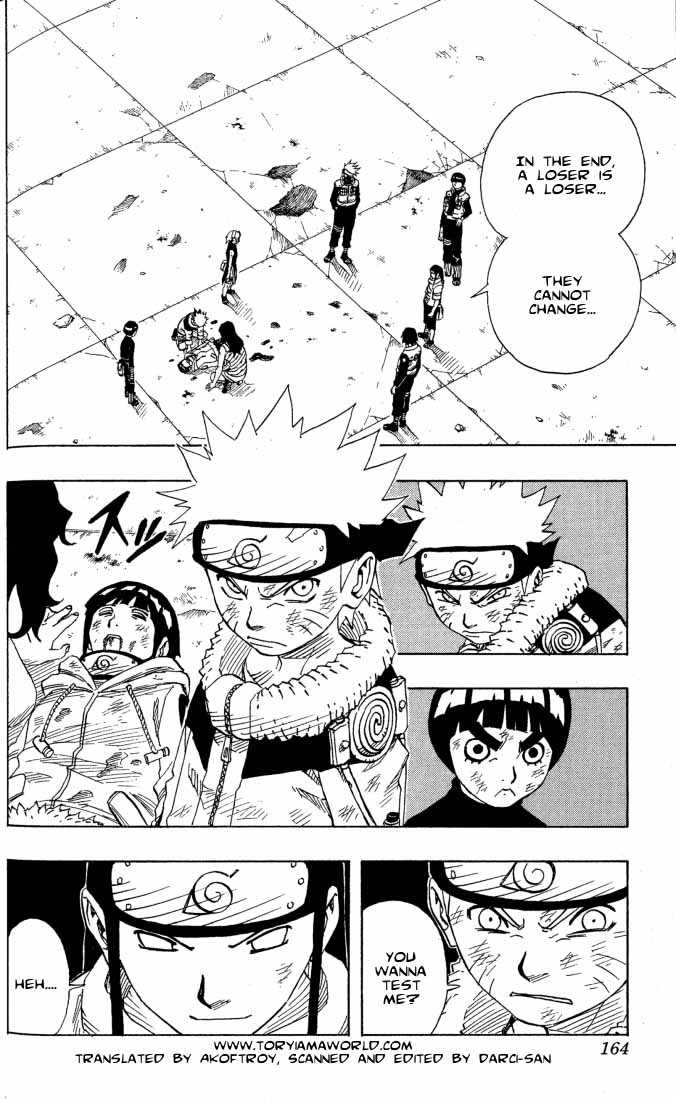 IN THE END,
A LOSER IS
A LOSER...
THEY
CANNOT
CHANGE...
スッ
YOU
WANNA
TEST
ME?
HEH....
WWW.TORYIAMAWORLD.COM
TRANSLATED BY AKOFTROY, SCANNED AND EDITED BY DARCI-SAN
164